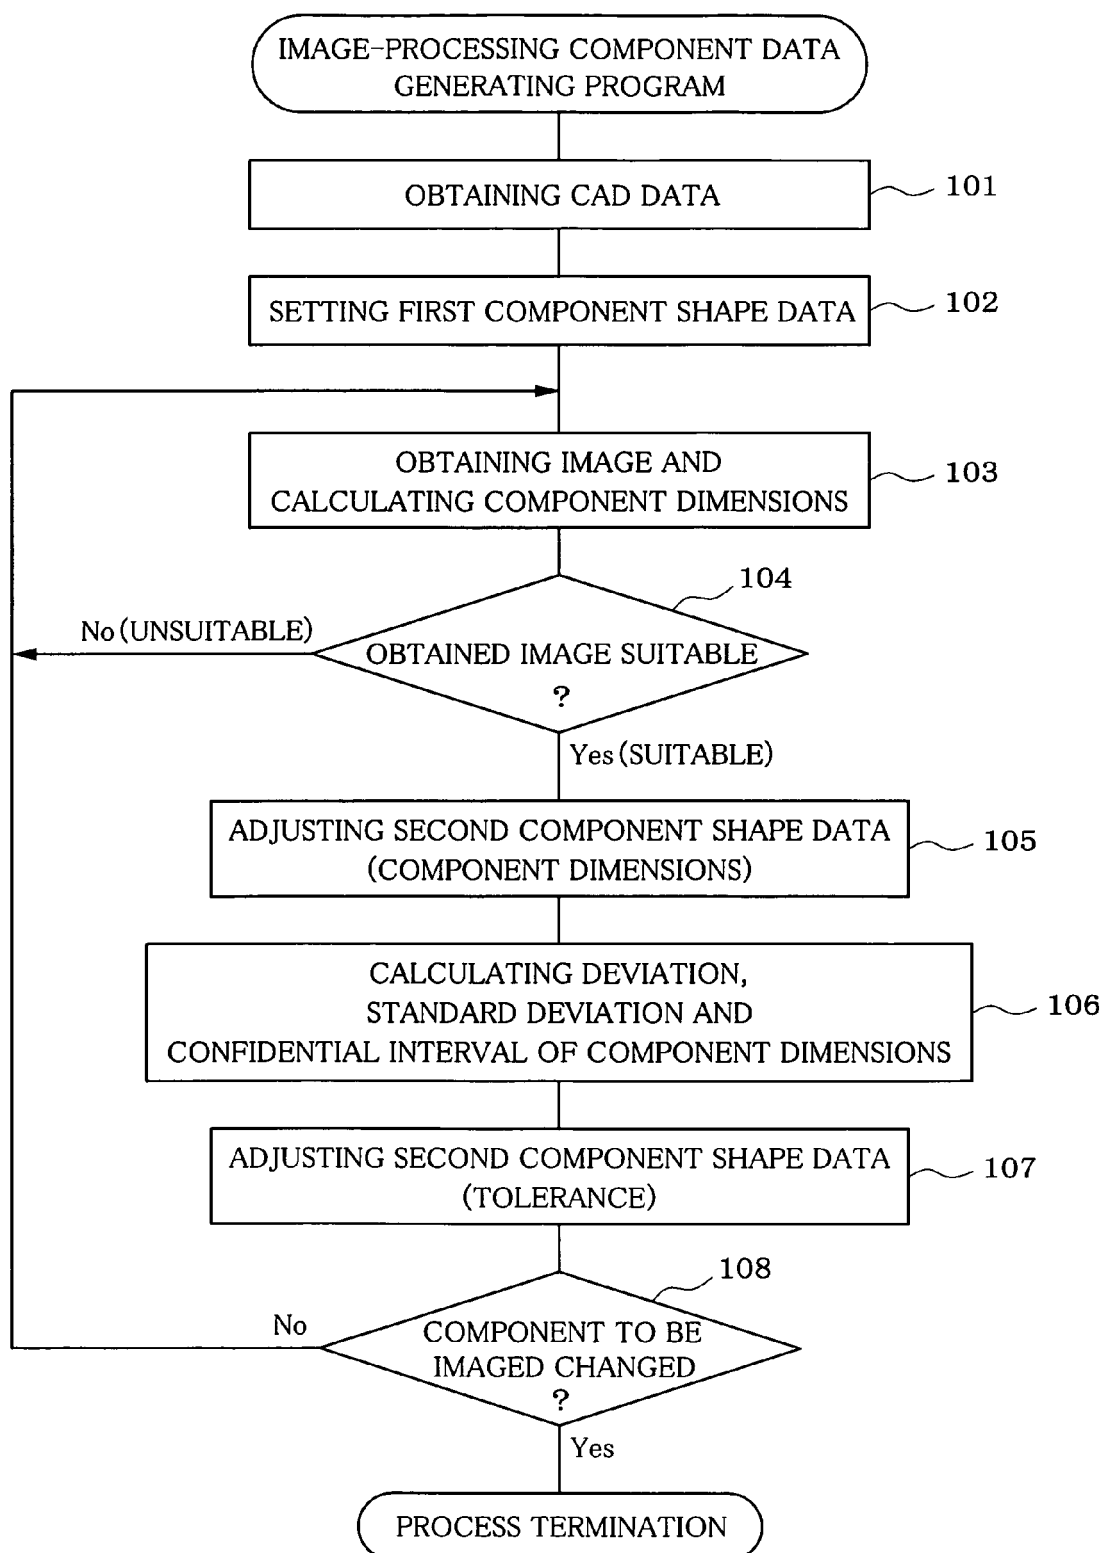 IMAGE-PROCESSING COMPONENT DATA
GENERATING PROGRAM
OBTAINING CAD DATA
101
SETTING FIRST COMPONENT SHAPE DATA
102
OBTAINING IMAGE AND
CALCULATING COMPONENT DIMENSIONS
103
104
No (UNSUITABLE)
OBTAINED IMAGE SUITABLE
?
Yes (SUITABLE)
ADJUSTING SECOND COMPONENT SHAPE DATA
(COMPONENT DIMENSIONS)
105
CALCULATING DEVIATION,
STANDARD DEVIATION AND
CONFIDENTIAL INTERVAL OF COMPONENT DIMENSIONS
106
ADJUSTING SECOND COMPONENT SHAPE DATA
(TOLERANCE)
107
108
No
COMPONENT TO BE
IMAGED CHANGED
?
Yes
PROCESS TERMINATION